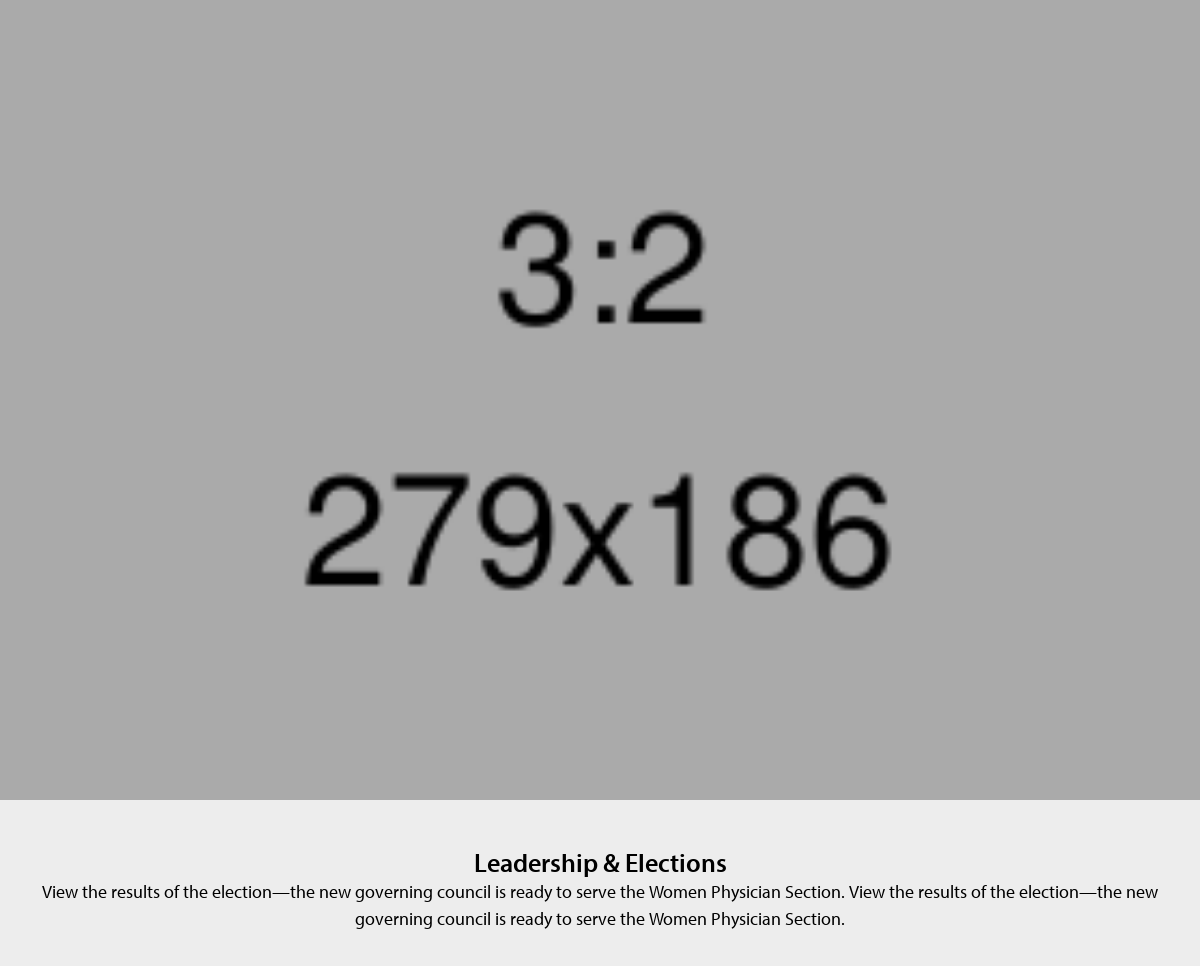 3:2
279x186
Leadership & Elections
View the results of the election—the new governing council is ready to serve the Women Physician Section. View the results of the election—the new
governing council is ready to serve the Women Physician Section.